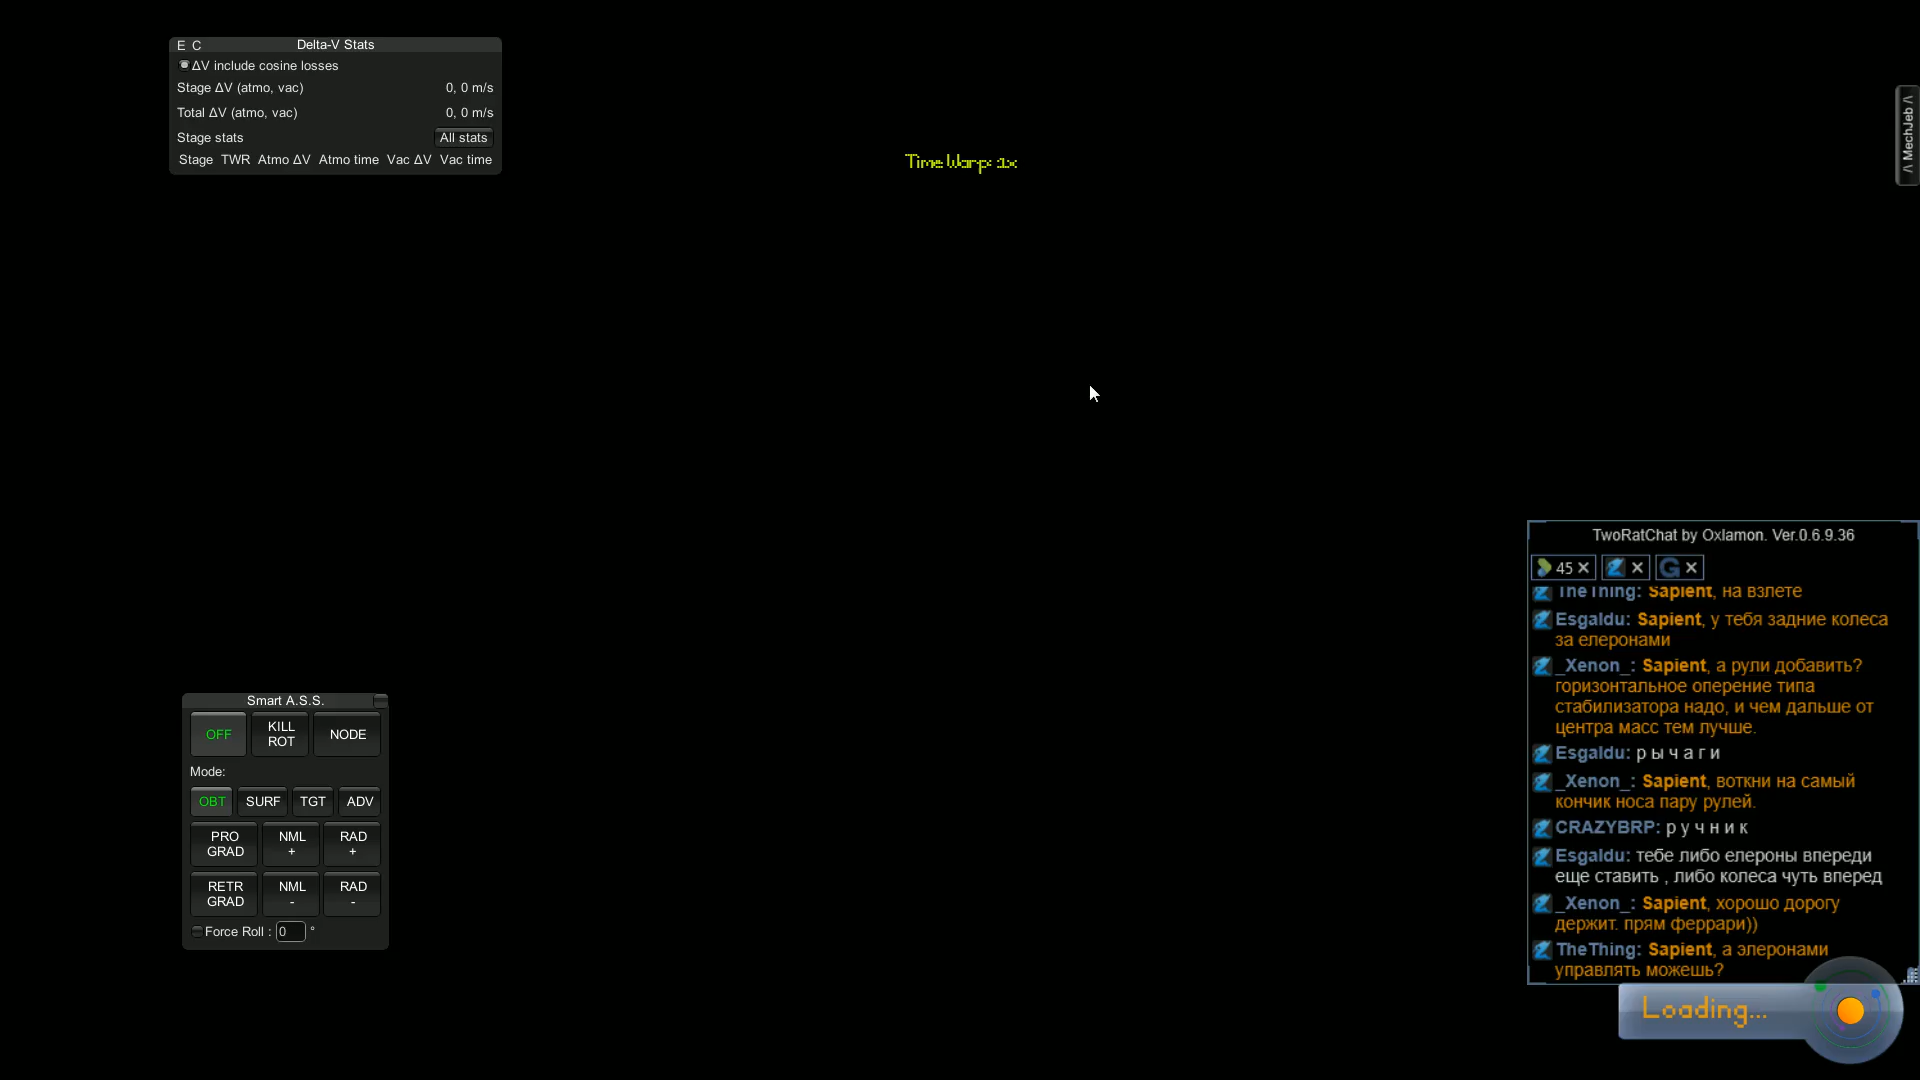 E C Delta-V Stats
ΔV include cosine losses
Stage ΔV (atmo, vac) 0, 0 m/s
Total ΔV (atmo, vac) 0, 0 m/s
Stage stats All stats
Stage TWR Atmo ΔV Atmo time Vac ΔV Vac time
Time Warp: 1x
\/ MechJeb \/
Smart A.S.S.
OFF KILL ROT NODE
Mode:
OBT SURF TGT ADV
PRO GRAD NML + RAD +
RETR GRAD NML - RAD -
Force Roll : 0 °
TwoRatChat by Oxlamon. Ver.0.6.9.36
45
TheThing: Sapient, на взлете
Esgaldu: Sapient, у тебя задние колеса
за елеронами
_Xenon_: Sapient, а рули добавить?
горизонтальное оперение типа
стабилизатора надо, и чем дальше от
центра масс тем лучше.
Esgaldu: р ы ч а г и
_Xenon_: Sapient, воткни на самый
кончик носа пару рулей.
CRAZYBRP: р у ч н и к
Esgaldu: тебе либо елероны впереди
еще ставить , либо колеса чуть вперед
_Xenon_: Sapient, хорошо дорогу
держит. прям феррари))
TheThing: Sapient, а элеронами
управлять можешь?
Loading...